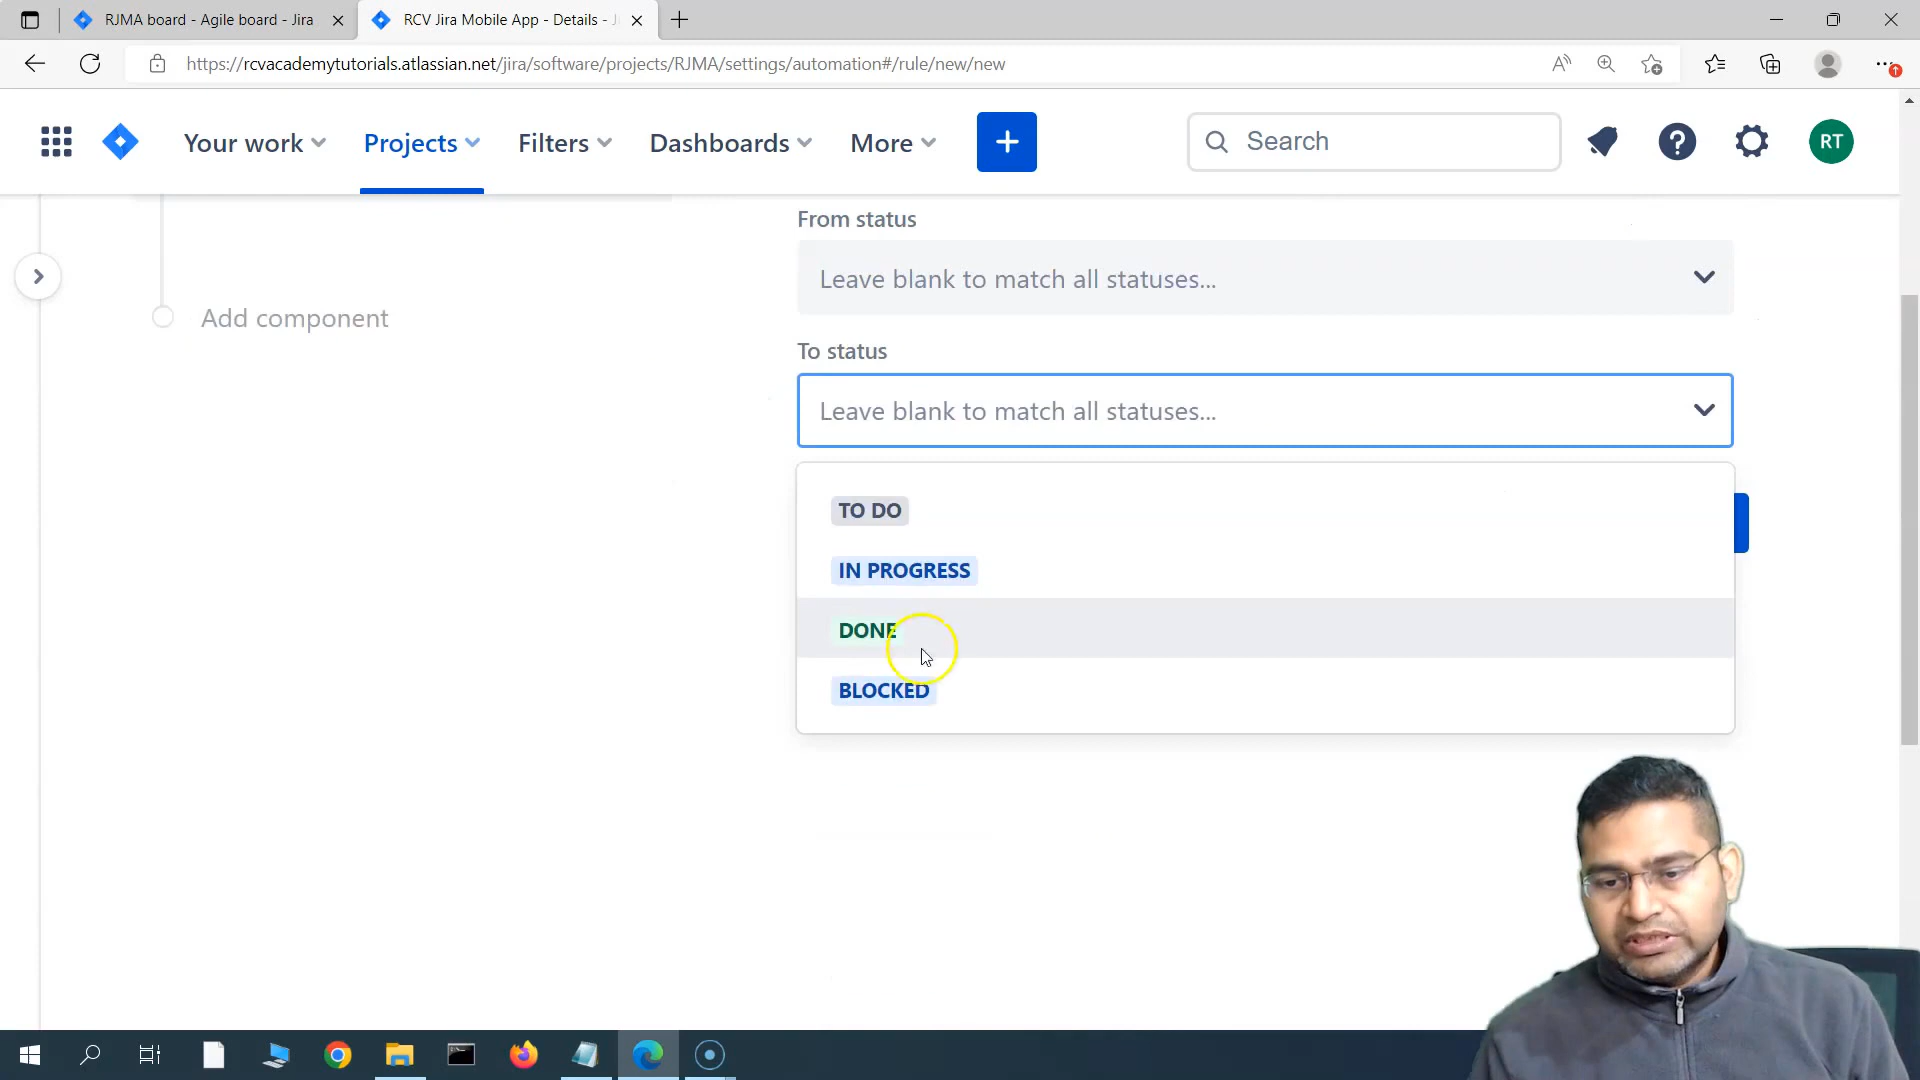 RJMA board - Agile board - Jira
RCV Jira Mobile App - Details - Ji
https://rcvacademytutorials.atlassian.net/jira/software/projects/RJMA/settings/automation#/rule/new/new
Your work
Projects
Filters
Dashboards
More
+
Search
RT
From status
Leave blank to match all statuses...
Add component
To status
Leave blank to match all statuses...
TO DO
IN PROGRESS
DONE
BLOCKED